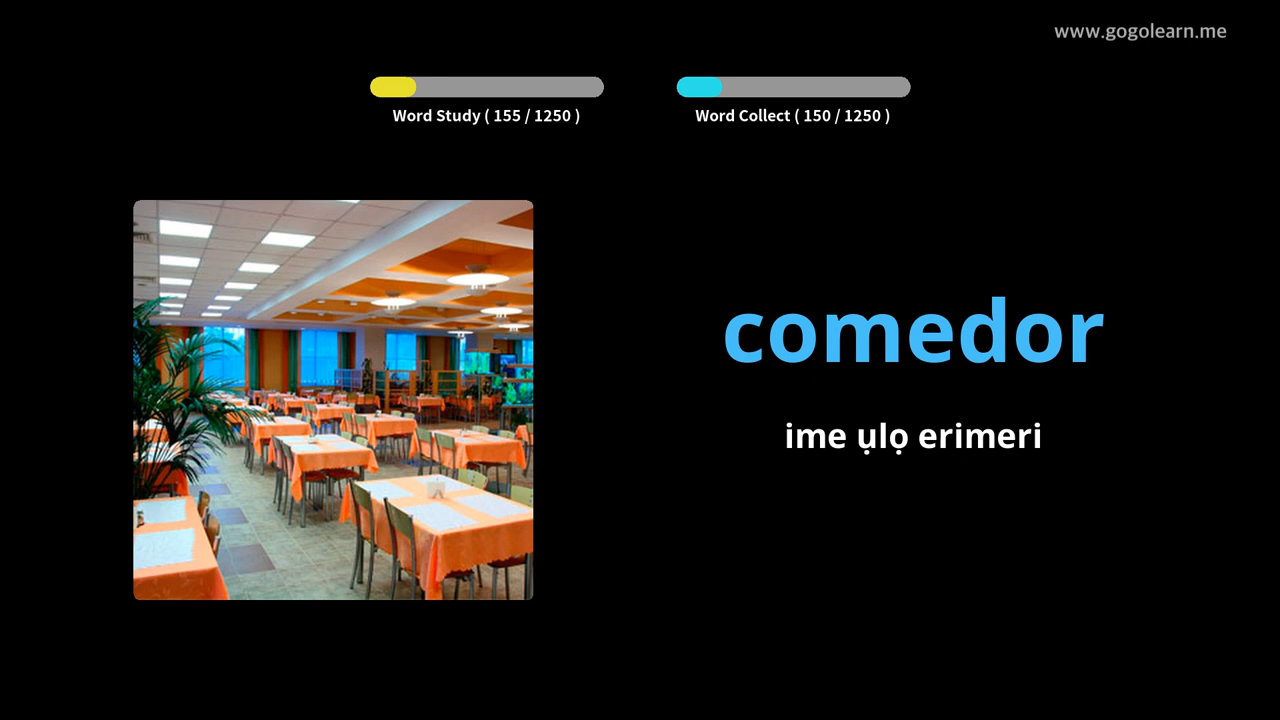 www.gogolearn.me
Word Study ( 155 / 1250 )
Word Collect ( 150 / 1250 )
comedor
ime ụlọ erimeri